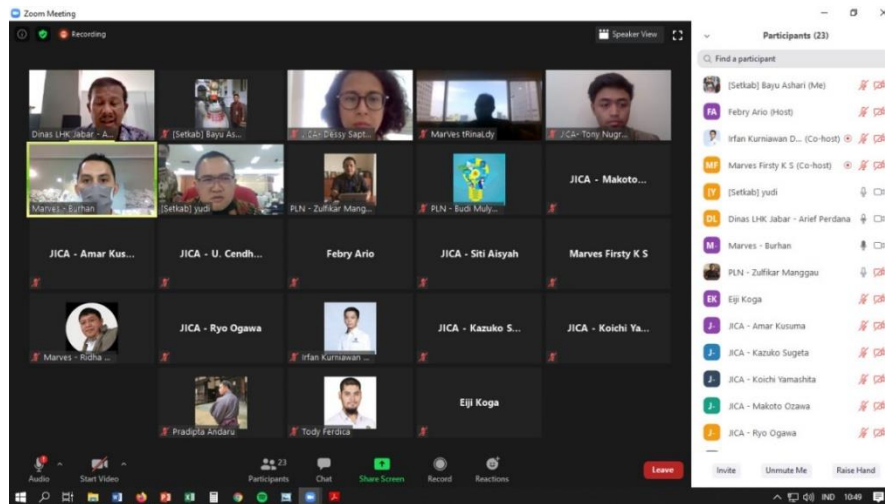 Zoom Meeting
Recording
Speaker View
Dinas LHK Jabar - A...
[Setkab] Bayu As...
JICA- Dessy Sapt...
MarVes tRinaLdy
JICA- Tony Nugr...
Marves - Burhan
[Setkab] yudi
PLN - Zulfikar Mang...
PLN - Budi Muly...
JICA - Makoto...
JICA - Amar Kus...
JICA - U. Cendh...
Febry Ario
JICA - Siti Aisyah
Marves Firsty K S
Marves - Ridha ...
JICA - Ryo Ogawa
Irfan Kurniawan ...
JICA - Kazuko S...
JICA - Koichi Ya...
Pradipta Andaru
Tody Ferdica
Eiji Koga
Audio
Start Video
23
Participants
Chat
Share Screen
Record
Reactions
Leave
Participants (23)
Find a participant
[Setkab] Bayu Ashari (Me)
FA Febry Ario (Host)
Irfan Kurniawan D... (Co-host)
MF Marves Firsty K S (Co-host)
[Y [Setkab] yudi
DL Dinas LHK Jabar - Arief Perdana
M- Marves - Burhan
PLN - Zulfikar Manggau
EK Eiji Koga
J- JICA - Amar Kusuma
J- JICA - Kazuko Sugeta
J- JICA - Koichi Yamashita
J- JICA - Makoto Ozawa
J- JICA - Ryo Ogawa
Invite
Unmute Me
Raise Hand
IND
10:49